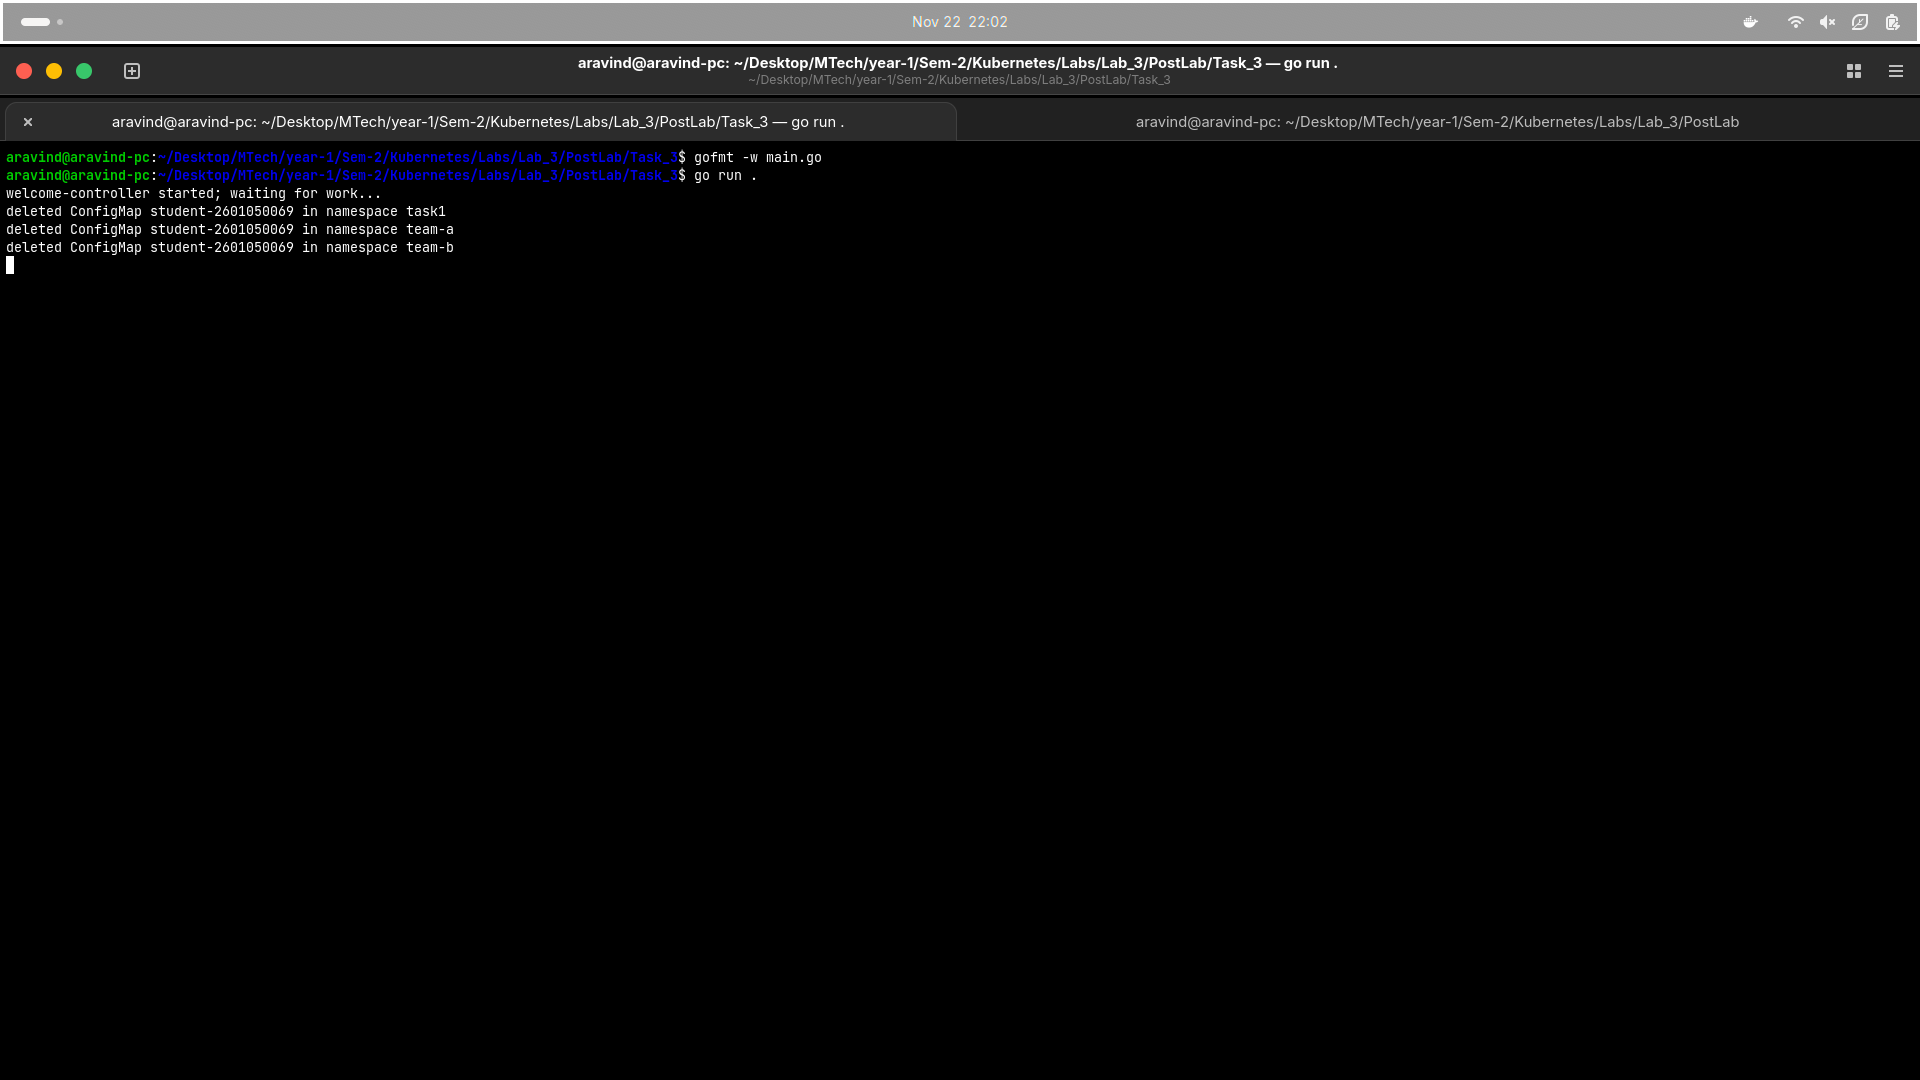 Nov 22 22:02
aravind@aravind-pc: ~/Desktop/MTech/year-1/Sem-2/Kubernetes/Labs/Lab_3/PostLab/Task_3 — go run .
~/Desktop/MTech/year-1/Sem-2/Kubernetes/Labs/Lab_3/PostLab/Task_3
aravind@aravind-pc: ~/Desktop/MTech/year-1/Sem-2/Kubernetes/Labs/Lab_3/PostLab/Task_3 — go run .
aravind@aravind-pc: ~/Desktop/MTech/year-1/Sem-2/Kubernetes/Labs/Lab_3/PostLab
aravind@aravind-pc:~/Desktop/MTech/year-1/Sem-2/Kubernetes/Labs/Lab_3/PostLab/Task_3$ gofmt -w main.go
aravind@aravind-pc:~/Desktop/MTech/year-1/Sem-2/Kubernetes/Labs/Lab_3/PostLab/Task_3$ go run .
welcome-controller started; waiting for work...
deleted ConfigMap student-2601050069 in namespace task1
deleted ConfigMap student-2601050069 in namespace team-a
deleted ConfigMap student-2601050069 in namespace team-b